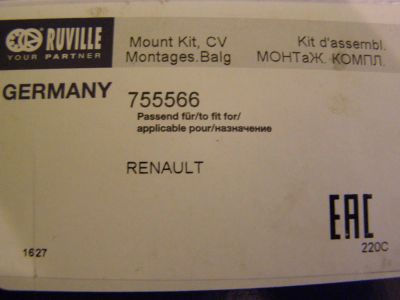 RUVILLE
YOUR PARTNER
Mount Kit, CV
Montages.Balg
Kit d'assembl.
МОНТаЖ. КОМПЛ.
GERMANY
755566
Passend für/to fit for/
applicable pour/назначение
RENAULT
EAC
1627
220C